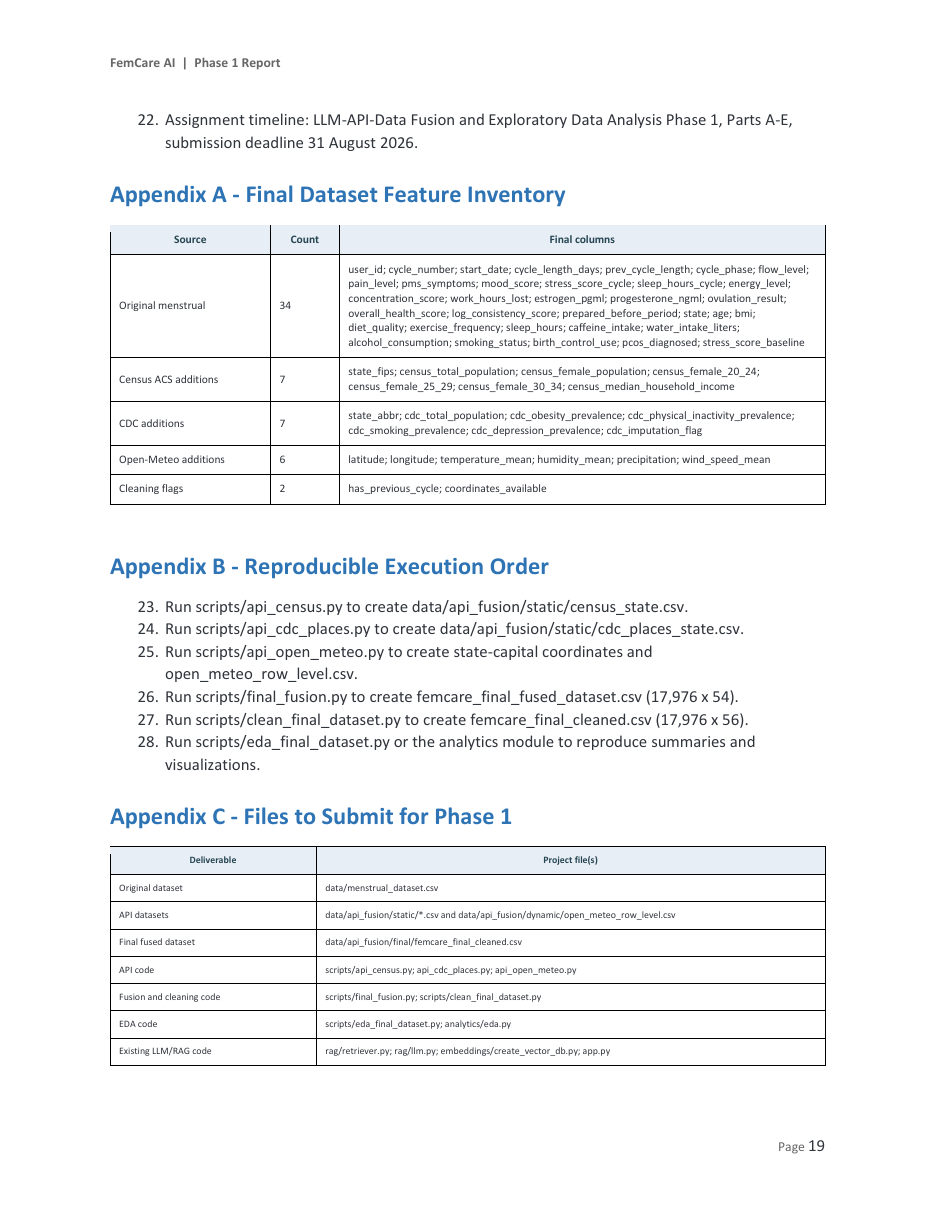 FemCare AI | Phase 1 Report
22. Assignment timeline: LLM-API-Data Fusion and Exploratory Data Analysis Phase 1, Parts A-E,
submission deadline 31 August 2026.
Appendix A - Final Dataset Feature Inventory
Source Count Final columns
Original menstrual 34
user_id; cycle_number; start_date; cycle_length_days; prev_cycle_length; cycle_phase; flow_level;
pain_level; pms_symptoms; mood_score; stress_score_cycle; sleep_hours_cycle; energy_level;
concentration_score; work_hours_lost; estrogen_pgml; progesterone_ngml; ovulation_result;
overall_health_score; log_consistency_score; prepared_before_period; state; age; bmi;
diet_quality; exercise_frequency; sleep_hours; caffeine_intake; water_intake_liters;
alcohol_consumption; smoking_status; birth_control_use; pcos_diagnosed; stress_score_baseline
Census ACS additions 7
state_fips; census_total_population; census_female_population; census_female_20_24;
census_female_25_29; census_female_30_34; census_median_household_income
CDC additions 7
state_abbr; cdc_total_population; cdc_obesity_prevalence; cdc_physical_inactivity_prevalence;
cdc_smoking_prevalence; cdc_depression_prevalence; cdc_imputation_flag
Open-Meteo additions 6 latitude; longitude; temperature_mean; humidity_mean; precipitation; wind_speed_mean
Cleaning flags 2 has_previous_cycle; coordinates_available
Appendix B - Reproducible Execution Order
23. Run scripts/api_census.py to create data/api_fusion/static/census_state.csv.
24. Run scripts/api_cdc_places.py to create data/api_fusion/static/cdc_places_state.csv.
25. Run scripts/api_open_meteo.py to create state-capital coordinates and
open_meteo_row_level.csv.
26. Run scripts/final_fusion.py to create femcare_final_fused_dataset.csv (17,976 x 54).
27. Run scripts/clean_final_dataset.py to create femcare_final_cleaned.csv (17,976 x 56).
28. Run scripts/eda_final_dataset.py or the analytics module to reproduce summaries and
visualizations.
Appendix C - Files to Submit for Phase 1
Deliverable Project file(s)
Original dataset data/menstrual_dataset.csv
API datasets data/api_fusion/static/*.csv and data/api_fusion/dynamic/open_meteo_row_level.csv
Final fused dataset data/api_fusion/final/femcare_final_cleaned.csv
API code scripts/api_census.py; api_cdc_places.py; api_open_meteo.py
Fusion and cleaning code scripts/final_fusion.py; scripts/clean_final_dataset.py
EDA code scripts/eda_final_dataset.py; analytics/eda.py
Existing LLM/RAG code rag/retriever.py; rag/llm.py; embeddings/create_vector_db.py; app.py
Page 19